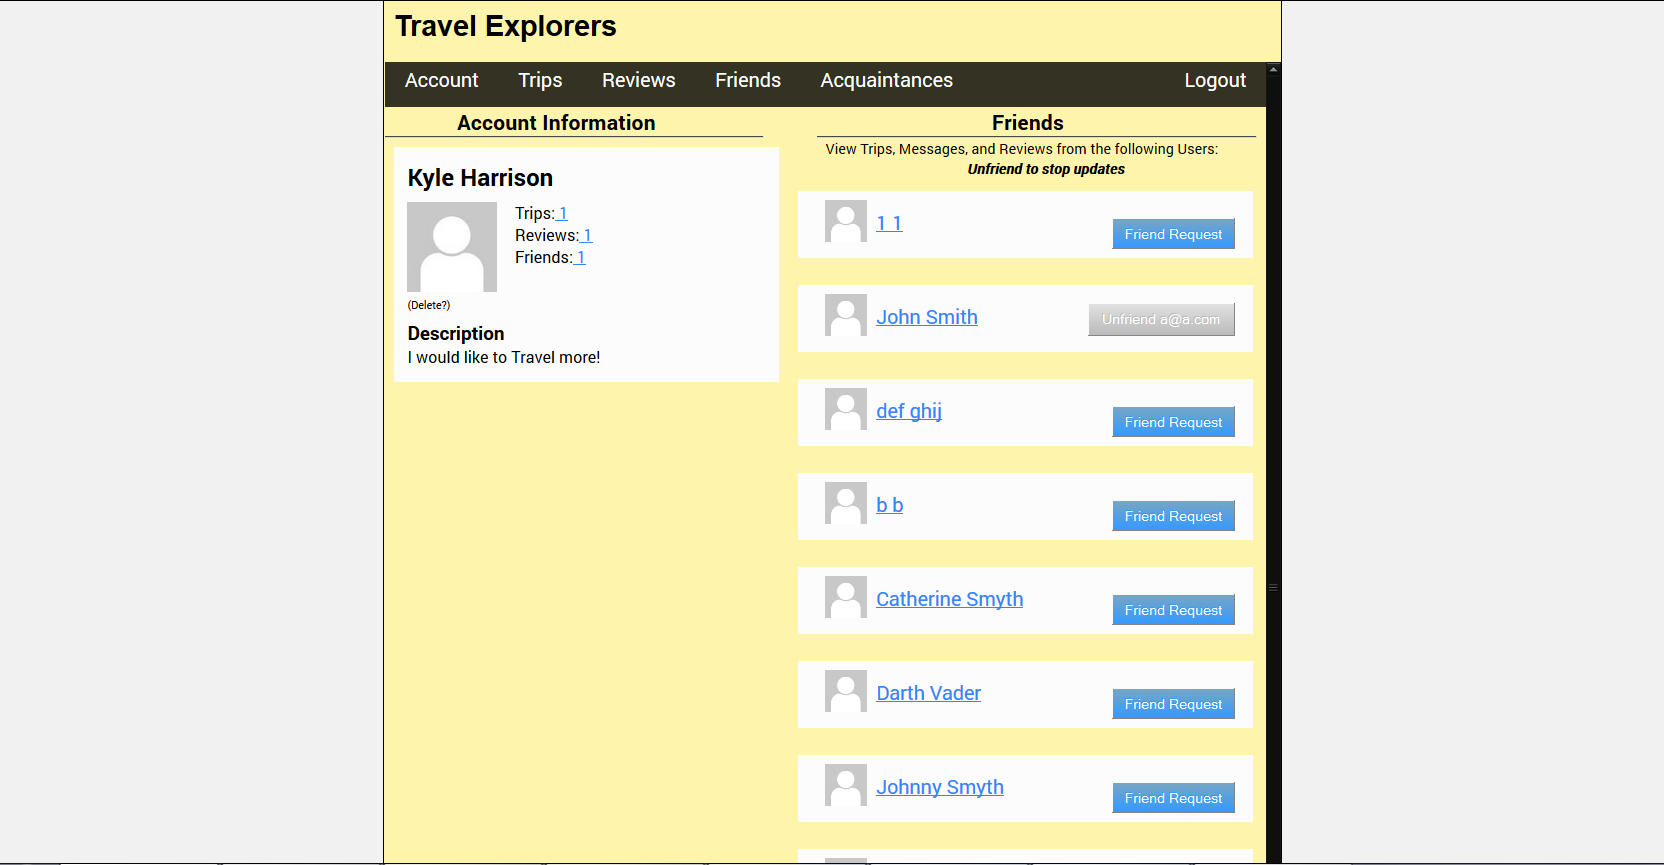 Travel Explorers
Account Trips Reviews Friends Acquaintances Logout
Account Information
Kyle Harrison
Trips: 1
Reviews: 1
Friends: 1
(Delete?)
Description
I would like to Travel more!
Friends
View Trips, Messages, and Reviews from the following Users:
Unfriend to stop updates
1 1 Friend Request
John Smith Unfriend a@a.com
def ghij Friend Request
b b Friend Request
Catherine Smyth Friend Request
Darth Vader Friend Request
Johnny Smyth Friend Request